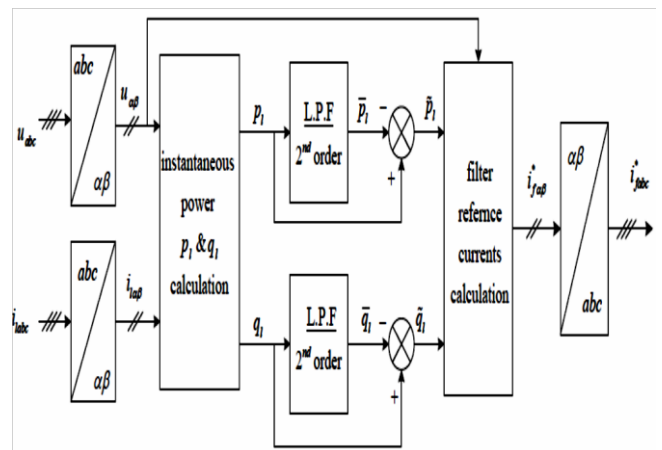 abc
αβ
u_abc
u_αβ
abc
αβ
i_labc
i_lαβ
instantaneous
power
p_l & q_l
calculation
p_l
L.P.F
2nd order
p̄_l
−
+
p̃_l
q_l
L.P.F
2nd order
q̄_l
−
+
q̃_l
filter
refernce
currents
calculation
i*_fαβ
αβ
abc
i*_fabc